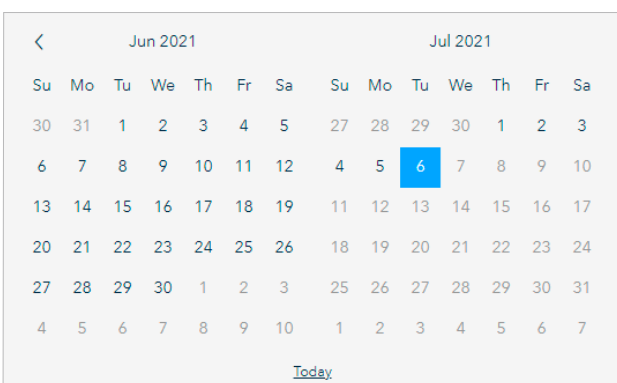 Jun 2021 Jul 2021
Su Mo Tu We Th Fr Sa Su Mo Tu We Th Fr Sa
30 31 1 2 3 4 5 27 28 29 30 1 2 3
6 7 8 9 10 11 12 4 5 6 7 8 9 10
13 14 15 16 17 18 19 11 12 13 14 15 16 17
20 21 22 23 24 25 26 18 19 20 21 22 23 24
27 28 29 30 1 2 3 25 26 27 28 29 30 31
4 5 6 7 8 9 10 1 2 3 4 5 6 7
Today